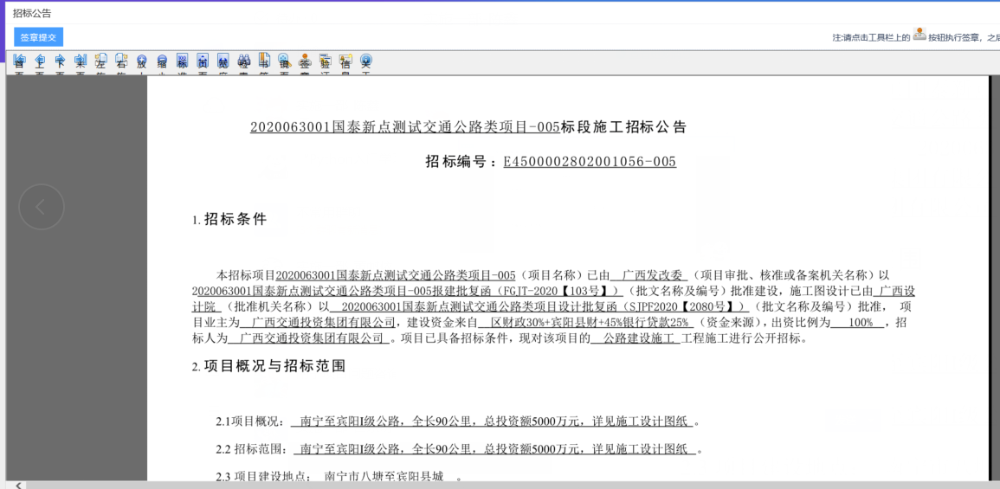 招标公告
签章提交
注:请点击工具栏上的 按钮执行签章，之后
首 上 下 末 左 右 放 缩 标 页 宽 检 书 签 验 信 关
2020063001国泰新点测试交通公路类项目-005标段施工招标公告
招标编号：E4500002802001056-005
1. 招标条件
本招标项目2020063001国泰新点测试交通公路类项目-005（项目名称）已由 广西发改委 （项目审批、核准或备案机关名称）以
2020063001国泰新点测试交通公路类项目-005报建批复函（FGJT-2020【103号】）（批文名称及编号）批准建设，施工图设计已由 广西设
计院 （批准机关名称）以 2020063001国泰新点测试交通公路类项目设计批复函（SJPF2020【2080号】）（批文名称及编号）批准， 项
目业主为 广西交通投资集团有限公司，建设资金来自 区财政30%+宾阳县财+45%银行贷款25% （资金来源），出资比例为 100% ，招
标人为 广西交通投资集团有限公司 。项目已具备招标条件，现对该项目的 公路建设施工 工程施工进行公开招标。
2. 项目概况与招标范围
2.1项目概况： 南宁至宾阳I级公路，全长90公里，总投资额5000万元，详见施工设计图纸 。
2.2 招标范围： 南宁至宾阳I级公路，全长90公里，总投资额5000万元，详见施工设计图纸 。
2.3 项目建设地点： 南宁市八塘至宾阳县城 。